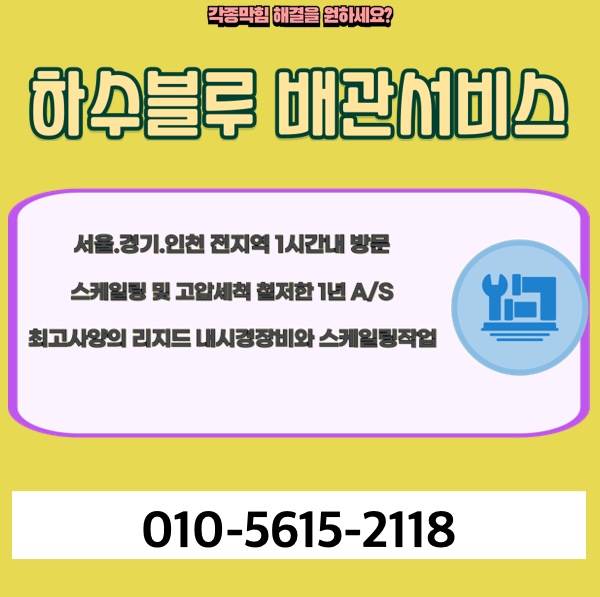 각종막힘 해결을 원하세요?
하수블루 배관서비스
서울.경기.인천 전지역 1시간내 방문
스케일링 및 고압세척 철저한 1년 A/S
최고사양의 리지드 내시경장비와 스케일링작업
010-5615-2118